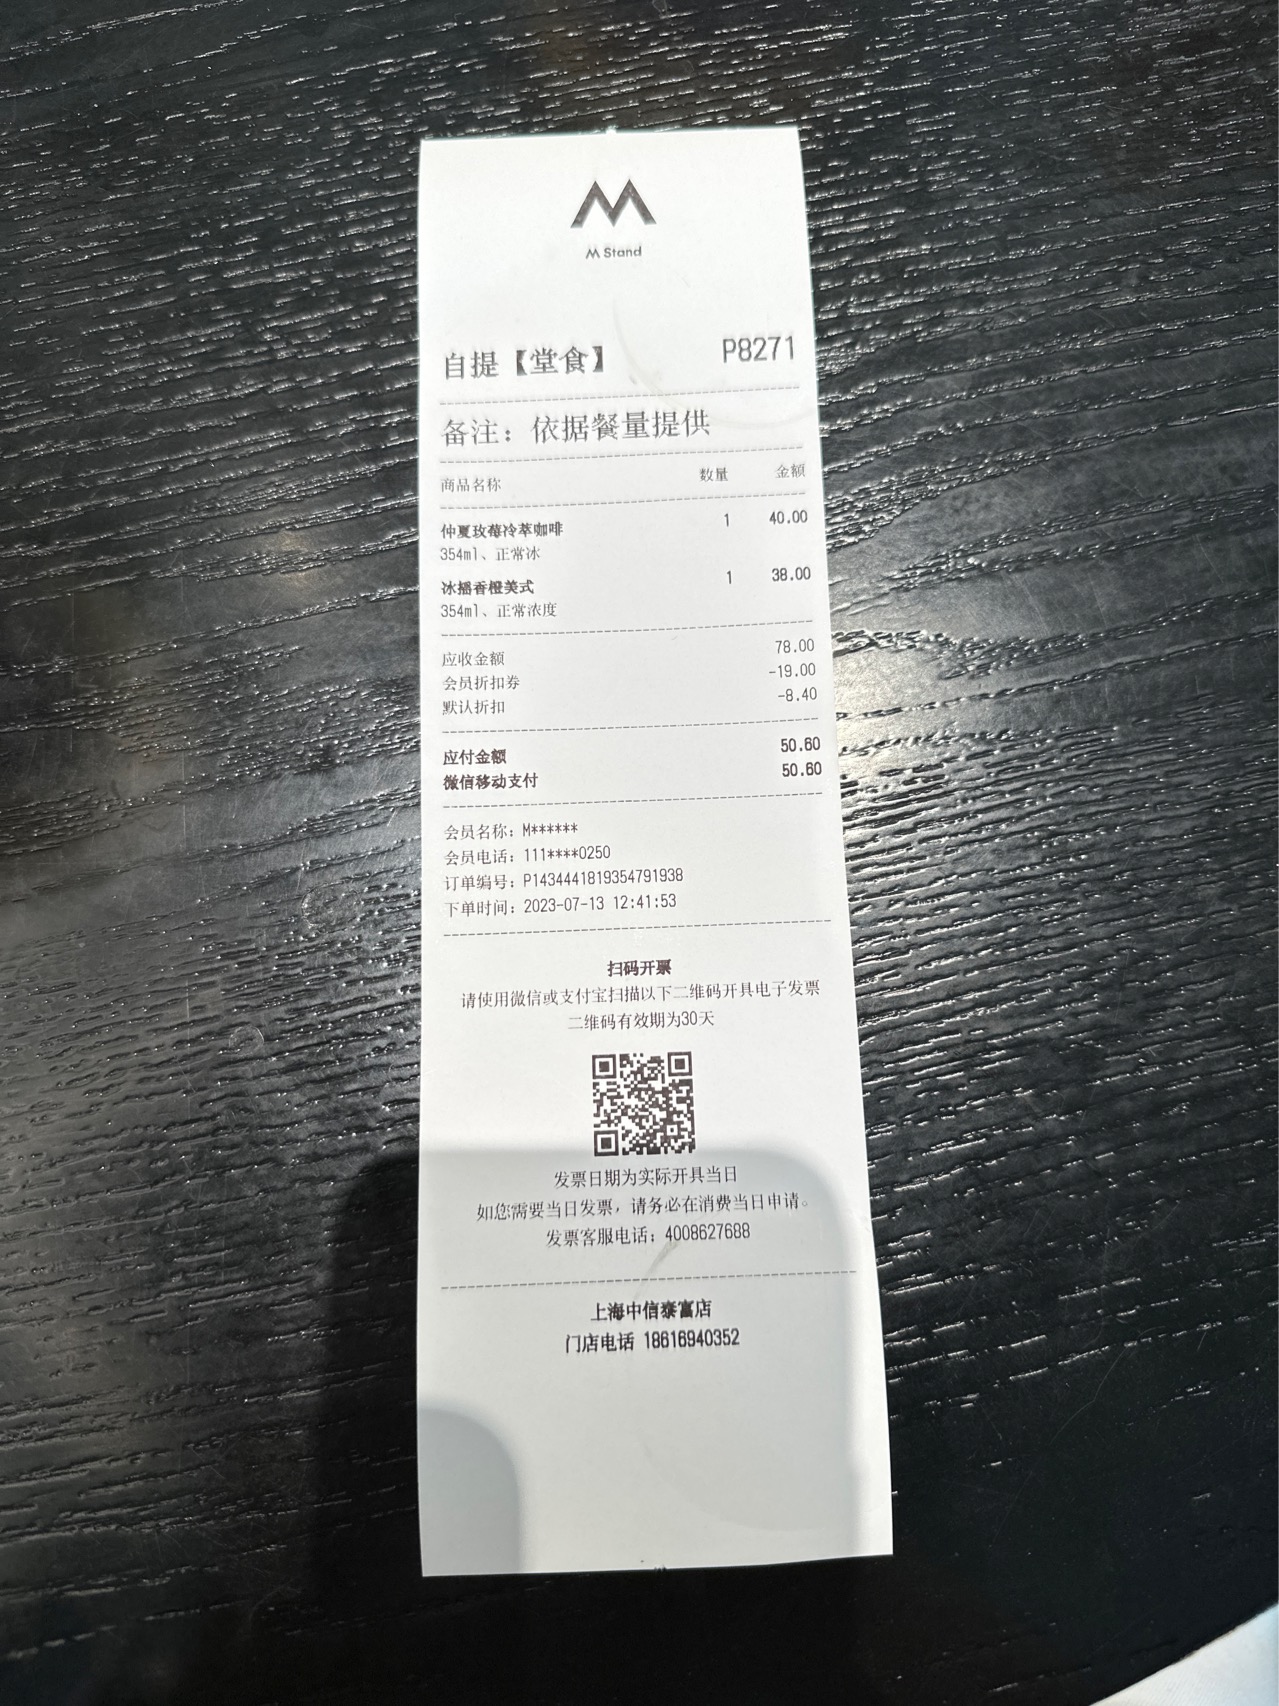 M Stand
自提【堂食】 P8271
备注：依据餐量提供
商品名称 数量 金额
仲夏玫莓冷萃咖啡 1 40.00
354ml、正常冰
冰摇香橙美式 1 38.00
354ml、正常浓度
应收金额 78.00
会员折扣券 -19.00
默认折扣 -8.40
应付金额 50.60
微信移动支付 50.60
会员名称：M******
会员电话：111****0250
订单编号：P1434441819354791938
下单时间：2023-07-13 12:41:53
扫码开票
请使用微信或支付宝扫描以下二维码开具电子发票
二维码有效期为30天
发票日期为实际开具当日
如您需要当日发票，请务必在消费当日申请。
发票客服电话：4008627688
上海中信泰富店
门店电话 18616940352